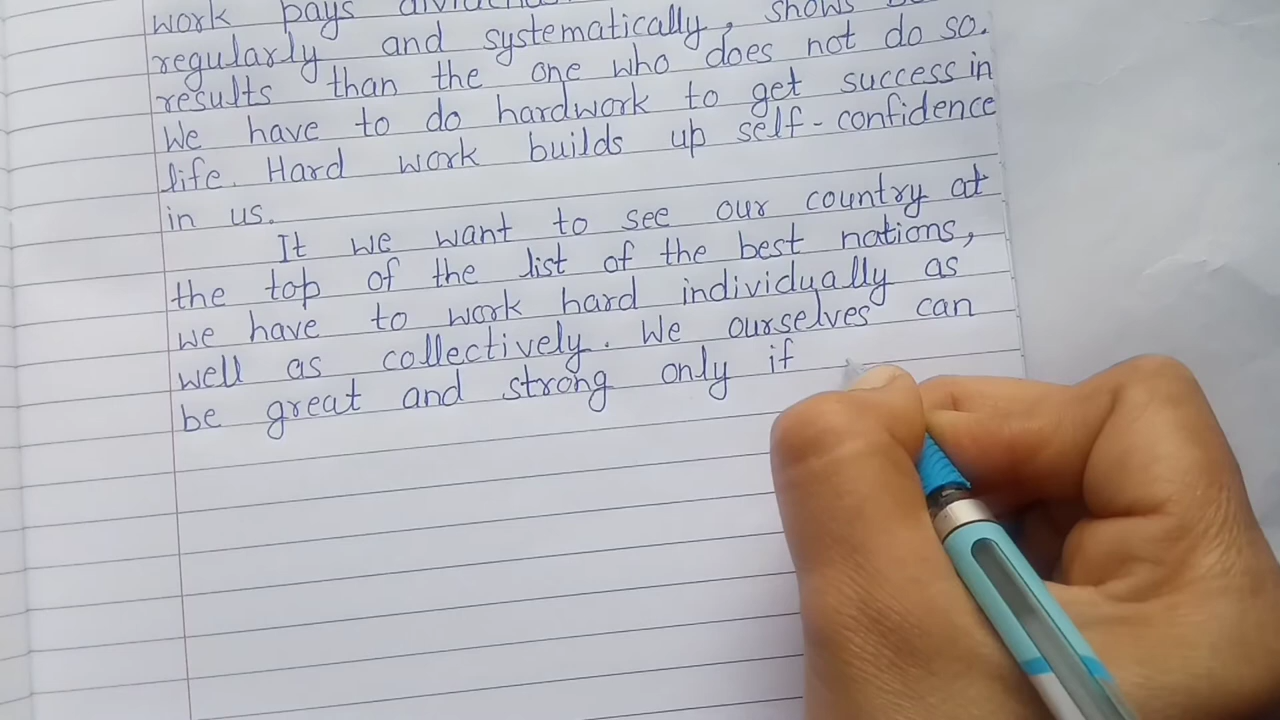 work pays
regularly and systematically, shows
results than the one who does not do so.
We have to do hardwork to get success in
life. Hard work builds up self-confidence
in us.
It we want to see our country at
the top of the list of the best nations,
we have to work hard individually as
well as collectively. We ourselves can
be great and strong only if